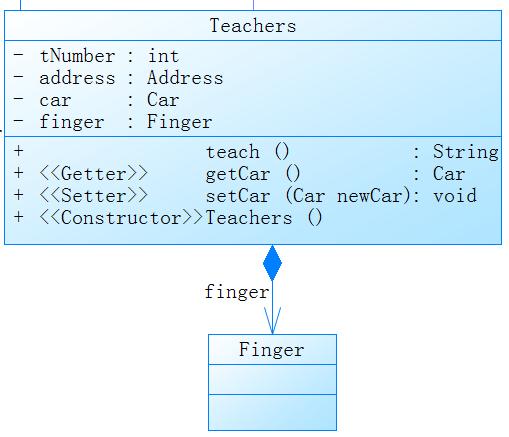 Teachers
- tNumber : int
- address : Address
- car : Car
- finger : Finger
+ teach () : String
+ <<Getter>> getCar () : Car
+ <<Setter>> setCar (Car newCar): void
+ <<Constructor>>Teachers ()
finger
Finger